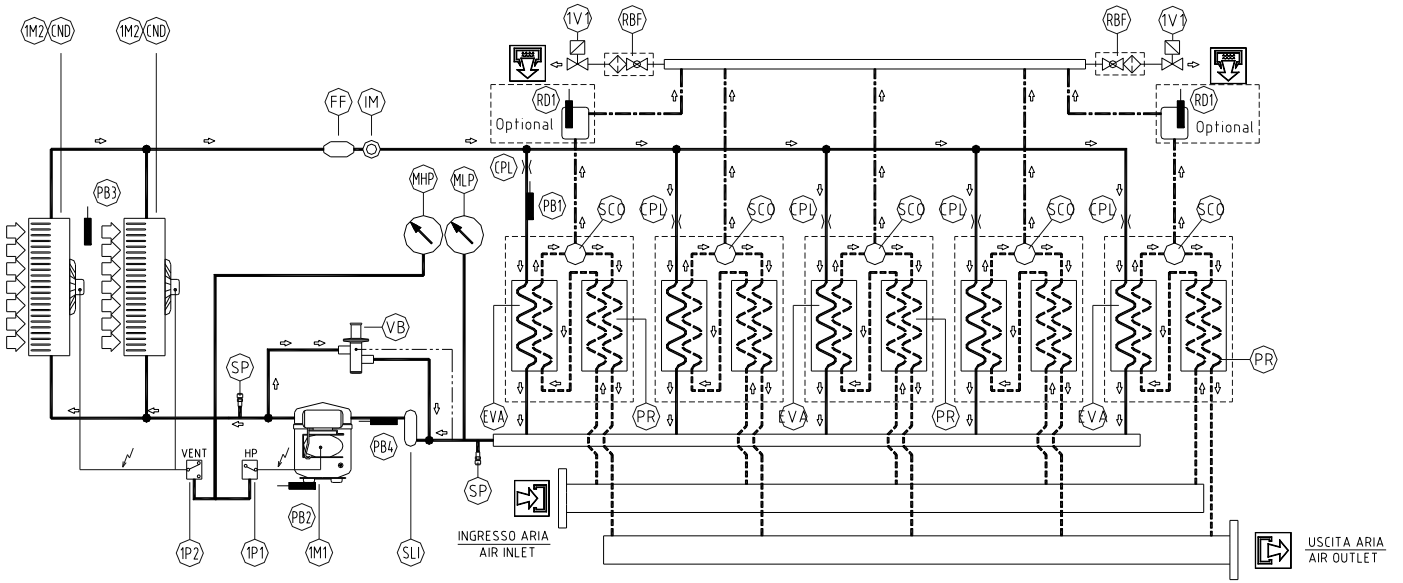 1M2 CND 1M2 CND
1V1 RBF RBF 1V1
FF IM
RD1 RD1
Optional Optional
CPL
MHP MLP
PB3 PB1
SCO CPL SCO CPL SCO CPL SCO CPL SCO
VB
SP
PR
EVA PR EVA PR EVA
PB4
VENT HP
SP
PB2
INGRESSO ARIA
AIR INLET
1P2 1P1 1M1 SLI
USCITA ARIA
AIR OUTLET